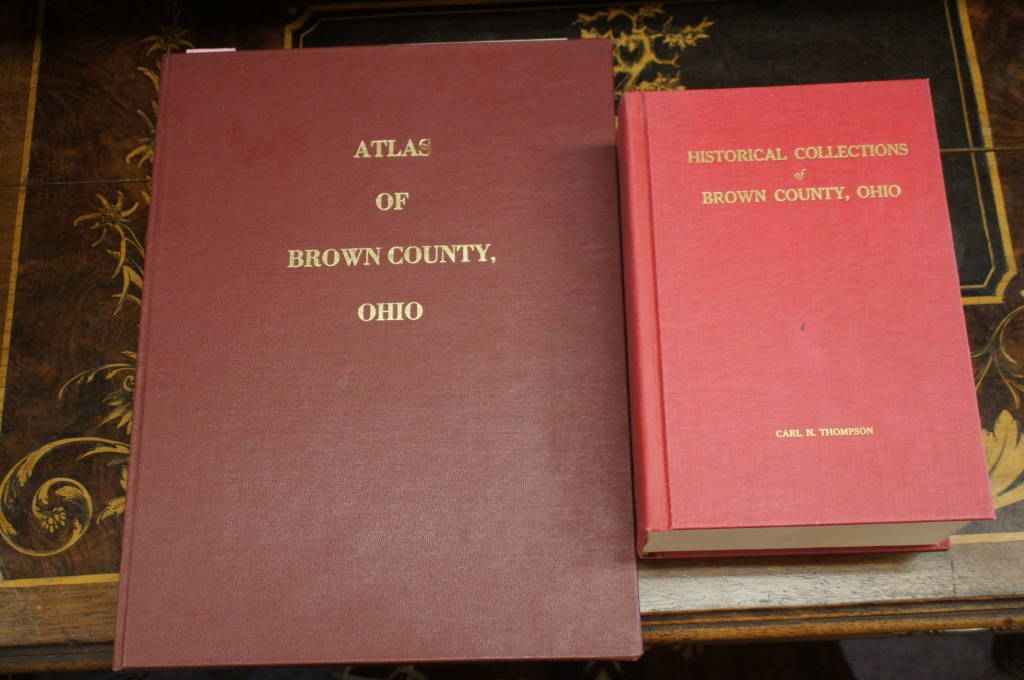 ATLAS
OF
BROWN COUNTY,
OHIO
HISTORICAL COLLECTIONS
of
BROWN COUNTY, OHIO
CARL N. THOMPSON